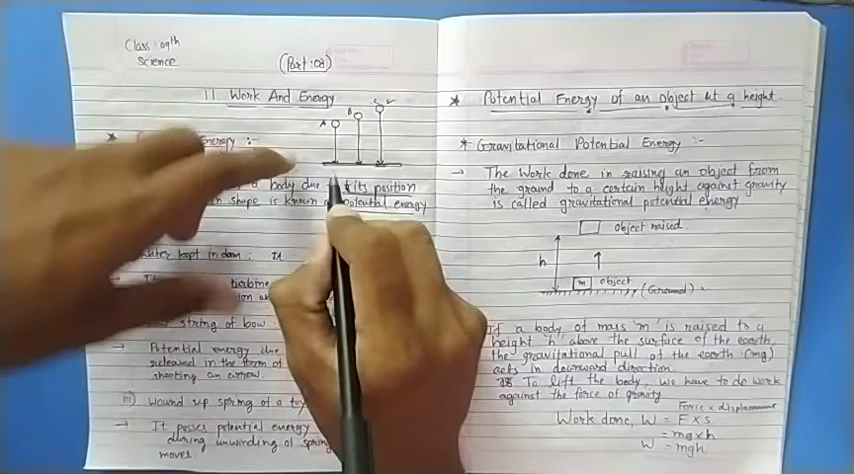 Class : 09th
Science
(Part : 08)
11. Work And Energy
A
B
C
Energy :-
a body due its position
shape is known potential energy
kept in dam :
turbine
string of bow
→ Potential energy due
released in the form of
shooting an arrow.
iii) Wound up spring of a toy
→ It posses potential energy
during unwinding of spring
moves.
* Potential Energy of an object at a height.
* Gravitational Potential Energy :-
→ The Work done in raising an object from
the ground to a certain height against gravity
is called gravitational potential energy
object raised.
h
m object
(Ground).
If a body of mass 'm' is raised to a
height 'h' above the surface of the earth,
the gravitational pull of the earth (mg)
acts in downward direction.
To lift the body, we have to do work
against the force of gravity
Force × displacement
Work done, W = F × s
= mg×h
W = mgh